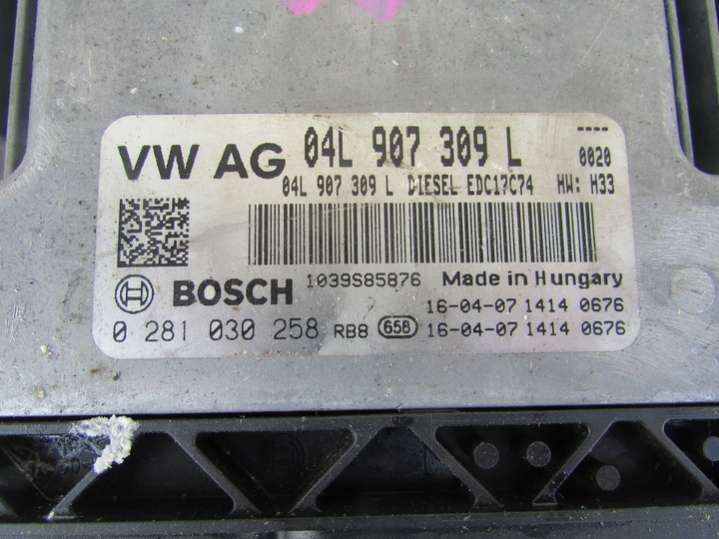 VW AG 04L 907 309 L ----
0020
04L 907 309 L DIESEL EDC17C74 HW: H33
BOSCH 1039S85876 Made in Hungary
16-04-07 1414 0676
0 281 030 258 RB8 658 16-04-07 1414 0676